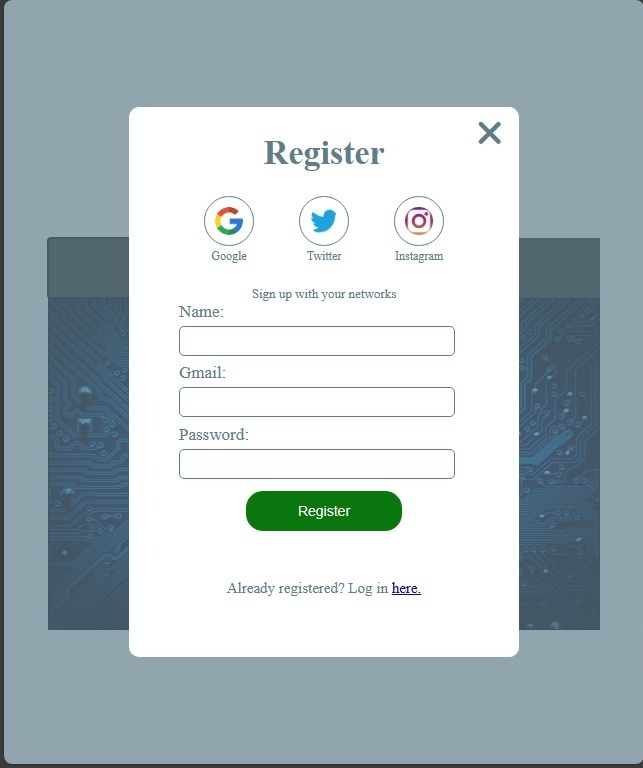 Register
Google Twitter Instagram
Sign up with your networks
Name:
Gmail:
Password:
Register
Already registered? Log in here.